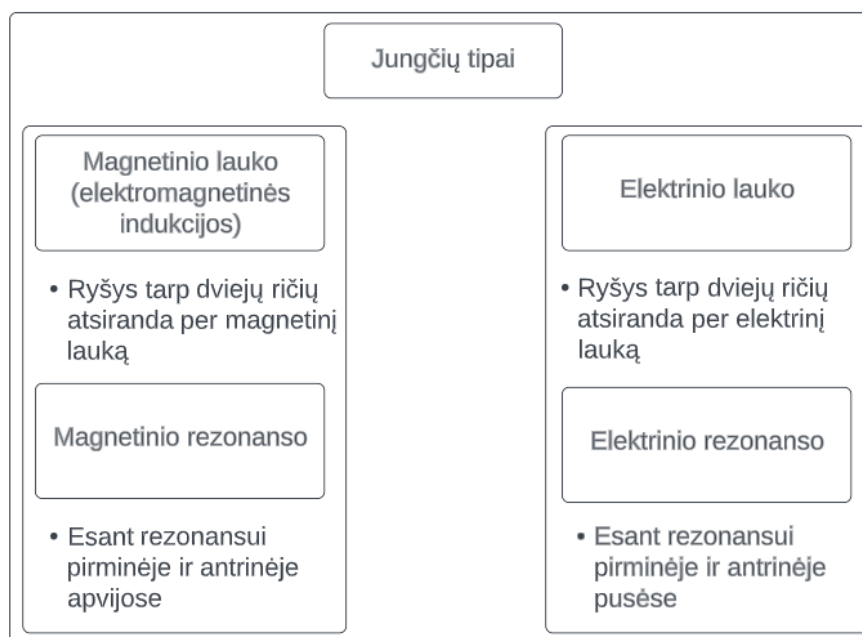 Jungčių tipai
Magnetinio lauko
(elektromagnetinės
indukcijos)
• Ryšys tarp dviejų ričių
atsiranda per magnetinį
lauką
Magnetinio rezonanso
• Esant rezonansui
pirminėje ir antrinėje
apvijose
Elektrinio lauko
• Ryšys tarp dviejų ričių
atsiranda per elektrinį
lauką
Elektrinio rezonanso
• Esant rezonansui
pirminėje ir antrinėje
pusėse